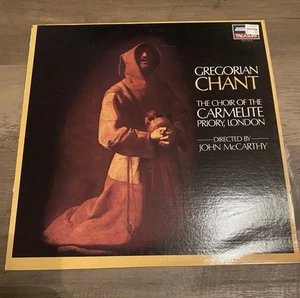 GREGORIAN
CHANT
THE CHOIR OF THE
CARMELITE
PRIORY, LONDON
DIRECTED BY
JOHN McCARTHY